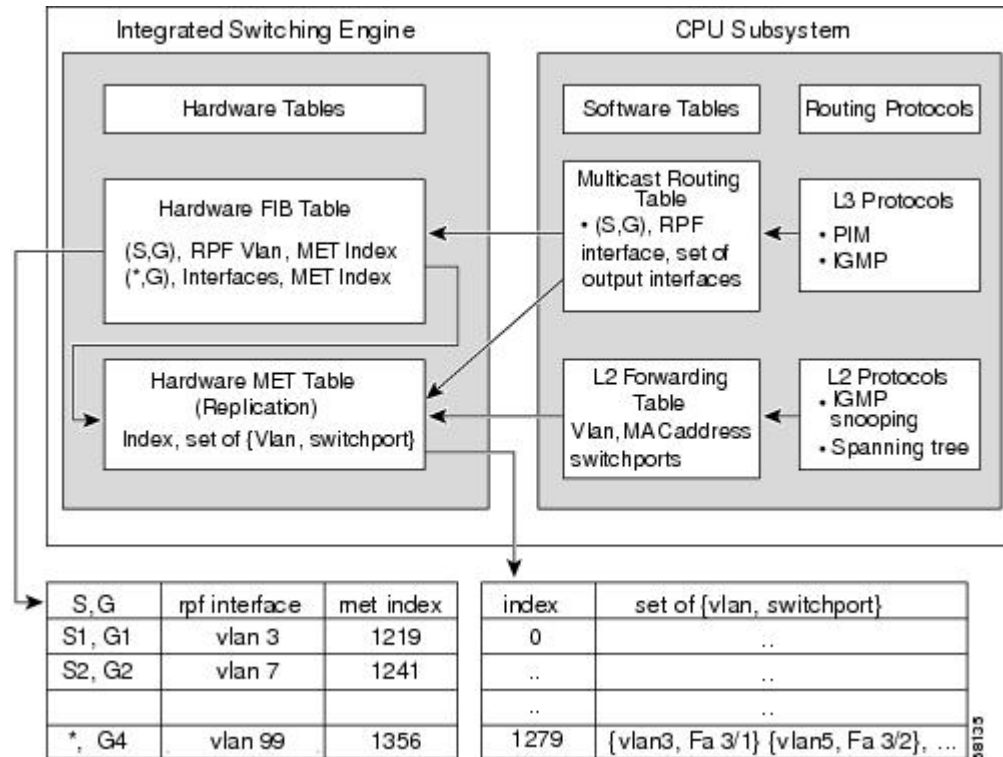 Integrated Switching Engine
CPU Subsystem
Hardware Tables
Software Tables
Routing Protocols
Hardware FIB Table
(S,G), RPF Vlan, MET Index
(*,G), Interfaces, MET Index
Multicast Routing
Table
• (S,G), RPF
interface, set of
output interfaces
L3 Protocols
• PIM
• IGMP
Hardware MET Table
(Replication)
Index, set of {Vlan, switchport}
L2 Forwarding
Table
Vlan, MACaddress
switchports
L2 Protocols
• IGMP
snooping
• Spanning tree
S,G rpf interface met index
S1, G1 vlan 3 1219
S2, G2 vlan 7 1241
*, G4 vlan 99 1356
index set of {vlan, switchport}
0 ..
.. ..
.. ..
1279 {vlan3, Fa 3/1} {vlan5, Fa 3/2}, ...
68135